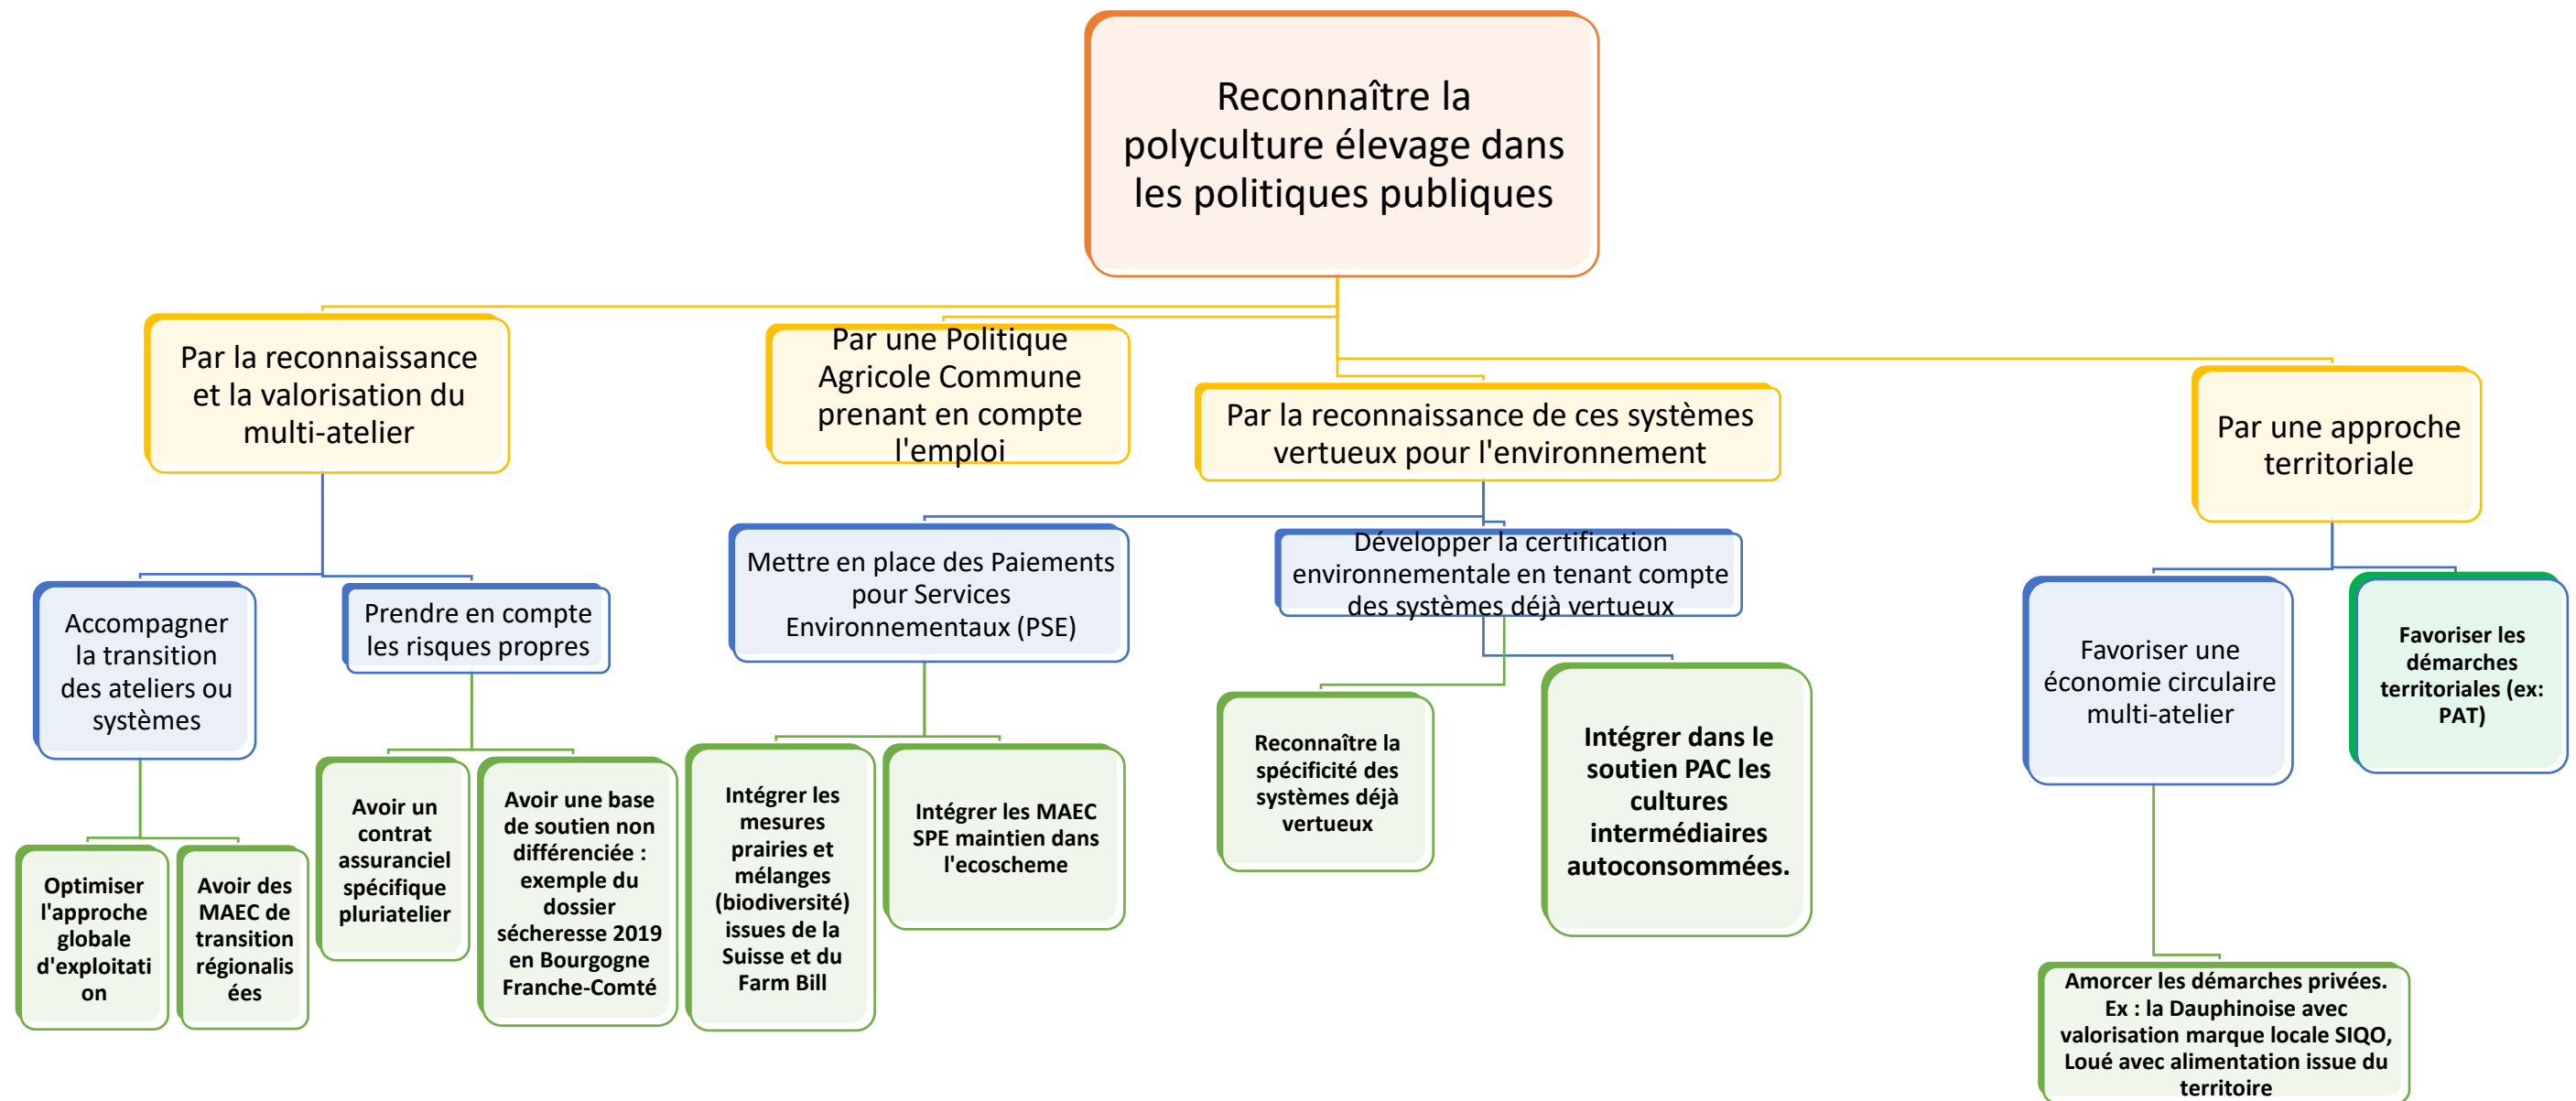 Reconnaître la
polyculture élevage dans
les politiques publiques
Par la reconnaissance
et la valorisation du
multi-atelier
Par une Politique
Agricole Commune
prenant en compte
l'emploi
Par la reconnaissance de ces systèmes
vertueux pour l'environnement
Par une approche
territoriale
Accompagner
la transition
des ateliers ou
systèmes
Prendre en compte
les risques propres
Mettre en place des Paiements
pour Services
Environnementaux (PSE)
Développer la certification
environnementale en tenant compte
des systèmes déjà vertueux
Favoriser une
économie circulaire
multi-atelier
Favoriser les
démarches
territoriales (ex:
PAT)
Optimiser
l'approche
globale
d'exploitati
on
Avoir des
MAEC de
transition
régionalis
ées
Avoir un
contrat
assuranciel
spécifique
pluriatelier
Avoir une base
de soutien non
différenciée :
exemple du
dossier
sécheresse 2019
en Bourgogne
Franche-Comté
Intégrer les
mesures
prairies et
mélanges
(biodiversité)
issues de la
Suisse et du
Farm Bill
Intégrer les MAEC
SPE maintien dans
l'ecoscheme
Reconnaître la
spécificité des
systèmes déjà
vertueux
Intégrer dans le
soutien PAC les
cultures
intermédiaires
autoconsommées.
Amorcer les démarches privées.
Ex : la Dauphinoise avec
valorisation marque locale SIQO,
Loué avec alimentation issue du
territoire